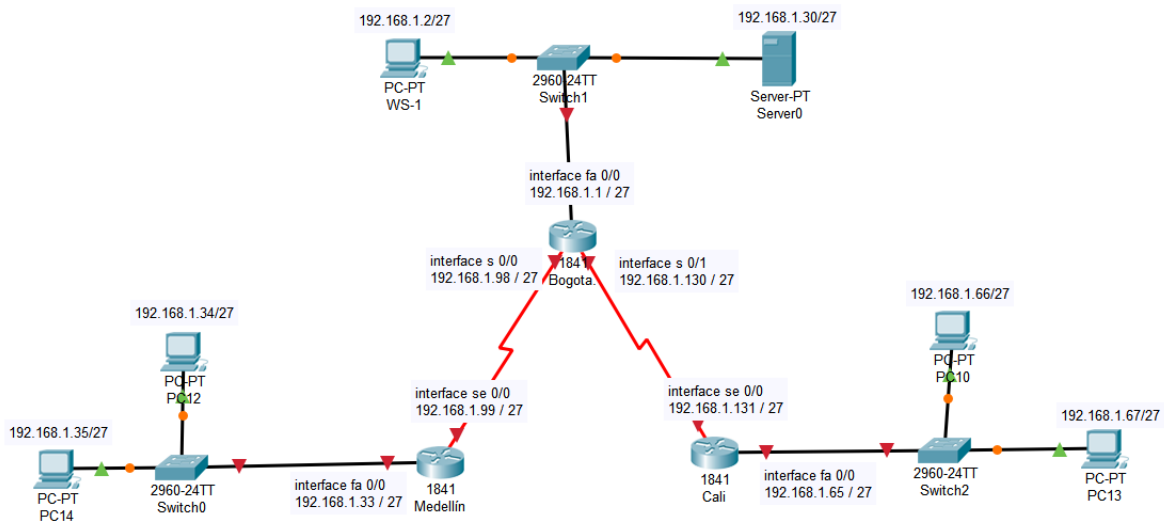 192.168.1.2/27
192.168.1.30/27
PC-PT
WS-1
2960-24TT
Switch1
Server-PT
Server0
interface fa 0/0
192.168.1.1 / 27
interface s 0/0
192.168.1.98 / 27
1841
Bogota.
interface s 0/1
192.168.1.130 / 27
192.168.1.34/27
PC-PT
PC12
192.168.1.66/27
PC-PT
PC10
interface se 0/0
192.168.1.99 / 27
interface se 0/0
192.168.1.131 / 27
192.168.1.35/27
PC-PT
PC14
2960-24TT
Switch0
interface fa 0/0
192.168.1.33 / 27
1841
Medellín
1841
Cali
interface fa 0/0
192.168.1.65 / 27
2960-24TT
Switch2
192.168.1.67/27
PC-PT
PC13